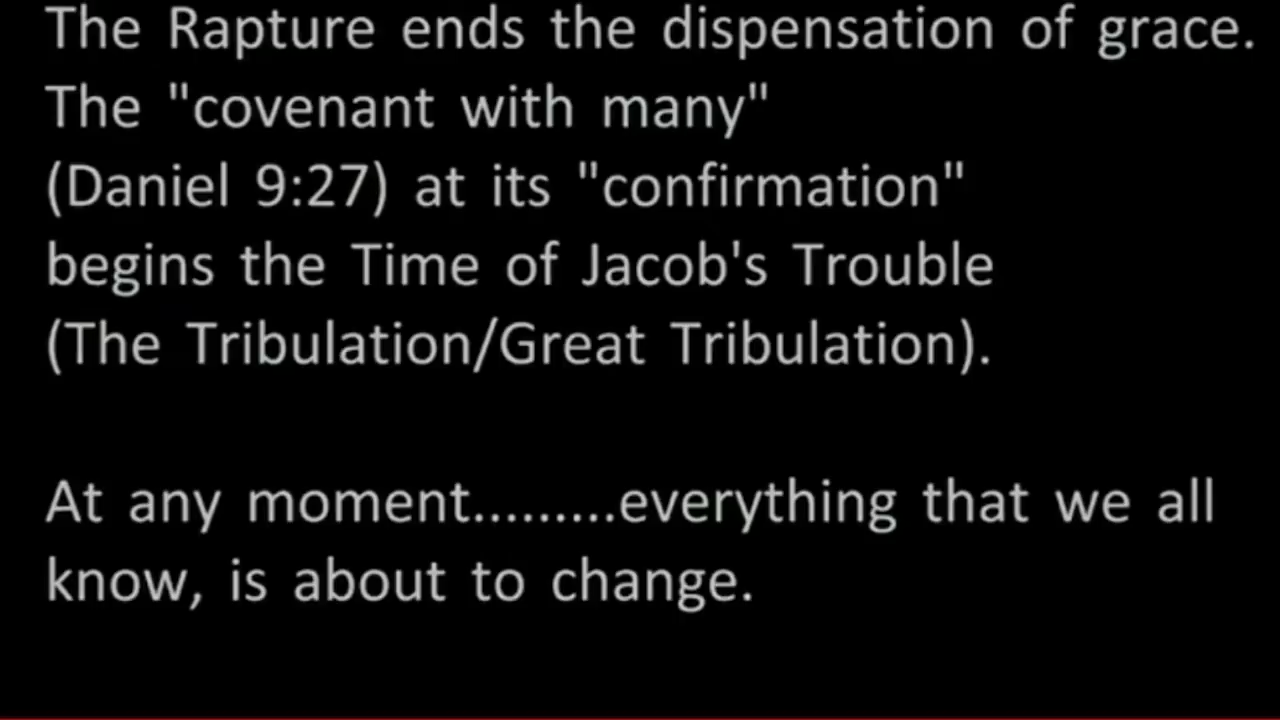 The Rapture ends the dispensation of grace.
The "covenant with many"
(Daniel 9:27) at its "confirmation"
begins the Time of Jacob's Trouble
(The Tribulation/Great Tribulation).
At any moment.........everything that we all
know, is about to change.